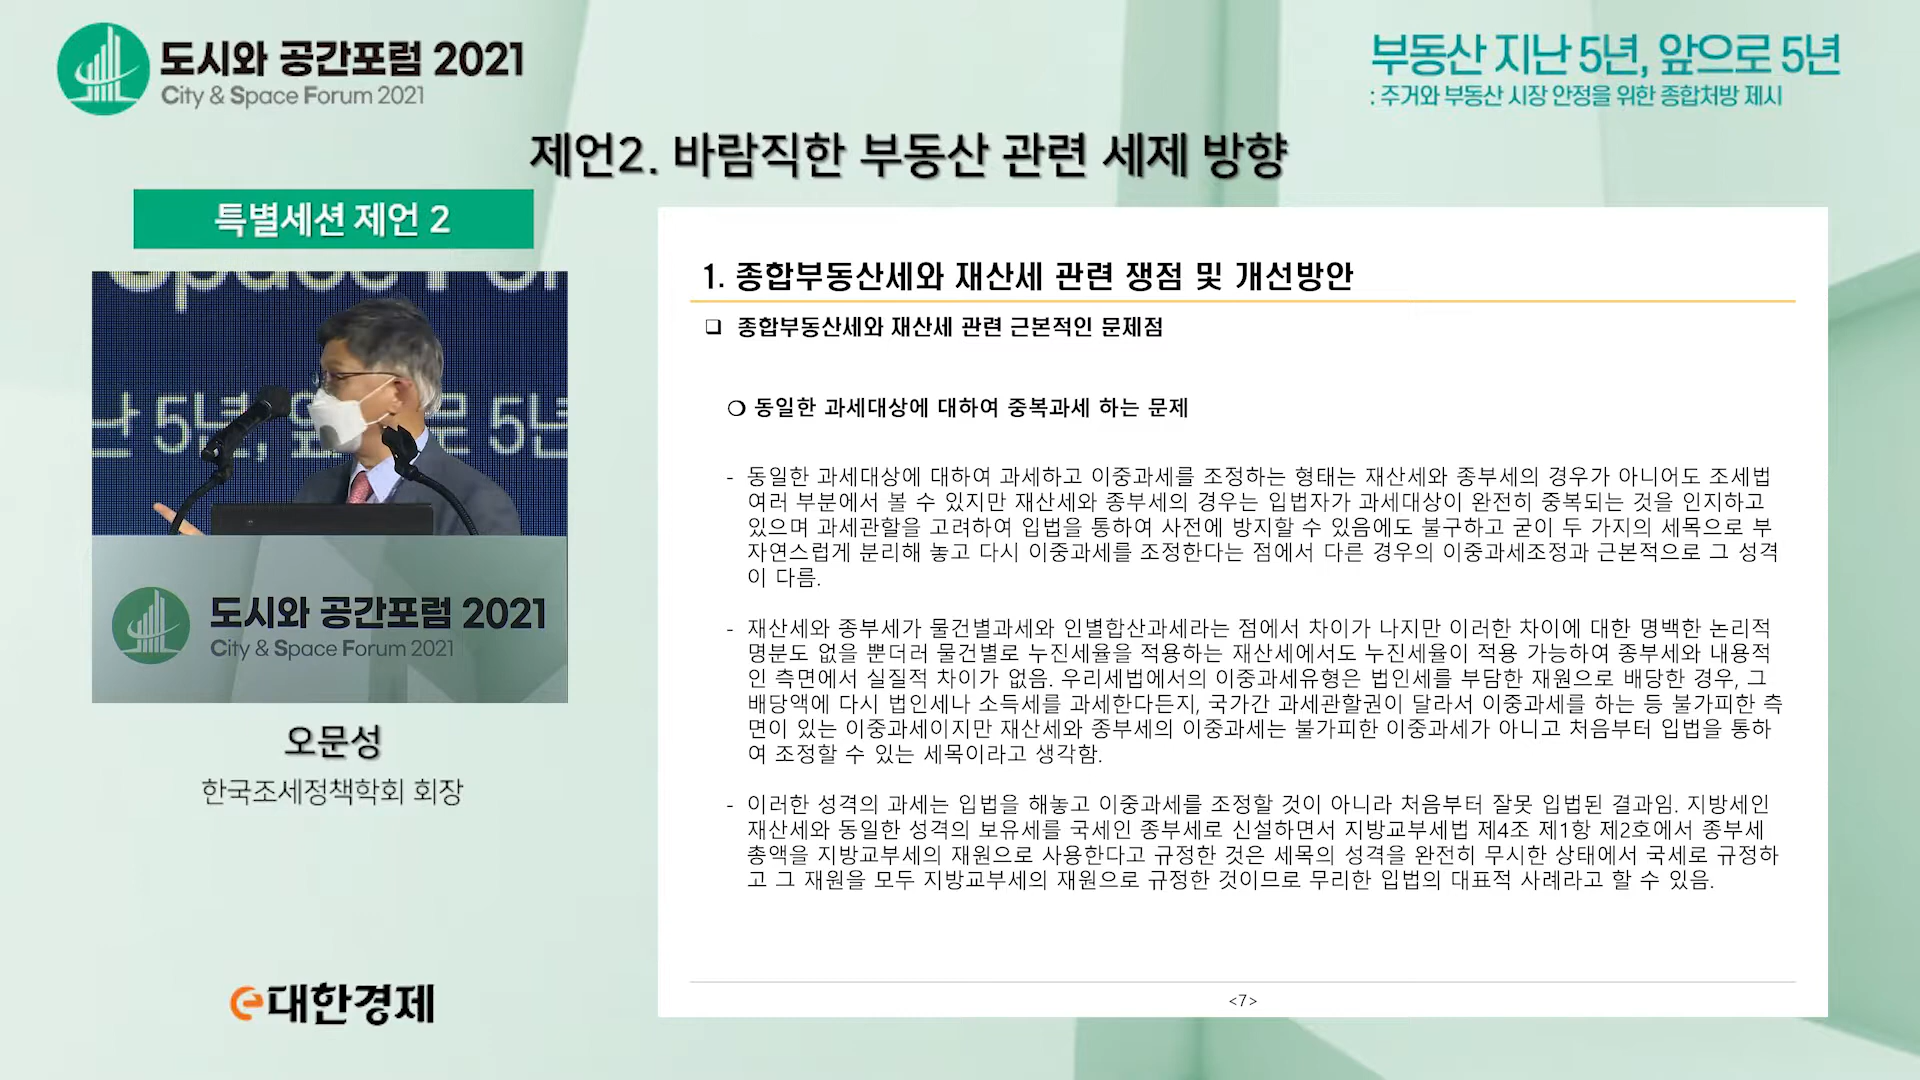 도시와 공간포럼 2021
City & Space Forum 2021
부동산 지난 5년, 앞으로 5년
: 주거와 부동산 시장 안정을 위한 종합처방 제시
제언2. 바람직한 부동산 관련 세제 방향
특별세션 제언 2
난 5년, 앞으로 5년
도시와 공간포럼 2021
City & Space Forum 2021
오문성
한국조세정책학회 회장
e대한경제
1. 종합부동산세와 재산세 관련 쟁점 및 개선방안
❑ 종합부동산세와 재산세 관련 근본적인 문제점
❍ 동일한 과세대상에 대하여 중복과세 하는 문제
- 동일한 과세대상에 대하여 과세하고 이중과세를 조정하는 형태는 재산세와 종부세의 경우가 아니어도 조세법
여러 부분에서 볼 수 있지만 재산세와 종부세의 경우는 입법자가 과세대상이 완전히 중복되는 것을 인지하고
있으며 과세관할을 고려하여 입법을 통하여 사전에 방지할 수 있음에도 불구하고 굳이 두 가지의 세목으로 부
자연스럽게 분리해 놓고 다시 이중과세를 조정한다는 점에서 다른 경우의 이중과세조정과 근본적으로 그 성격
이 다름.
- 재산세와 종부세가 물건별과세와 인별합산과세라는 점에서 차이가 나지만 이러한 차이에 대한 명백한 논리적
명분도 없을 뿐더러 물건별로 누진세율을 적용하는 재산세에서도 누진세율이 적용 가능하여 종부세와 내용적
인 측면에서 실질적 차이가 없음. 우리세법에서의 이중과세유형은 법인세를 부담한 재원으로 배당한 경우, 그
배당액에 다시 법인세나 소득세를 과세한다든지, 국가간 과세관할권이 달라서 이중과세를 하는 등 불가피한 측
면이 있는 이중과세이지만 재산세와 종부세의 이중과세는 불가피한 이중과세가 아니고 처음부터 입법을 통하
여 조정할 수 있는 세목이라고 생각함.
- 이러한 성격의 과세는 입법을 해놓고 이중과세를 조정할 것이 아니라 처음부터 잘못 입법된 결과임. 지방세인
재산세와 동일한 성격의 보유세를 국세인 종부세로 신설하면서 지방교부세법 제4조 제1항 제2호에서 종부세
총액을 지방교부세의 재원으로 사용한다고 규정한 것은 세목의 성격을 완전히 무시한 상태에서 국세로 규정하
고 그 재원을 모두 지방교부세의 재원으로 규정한 것이므로 무리한 입법의 대표적 사례라고 할 수 있음.
<7>